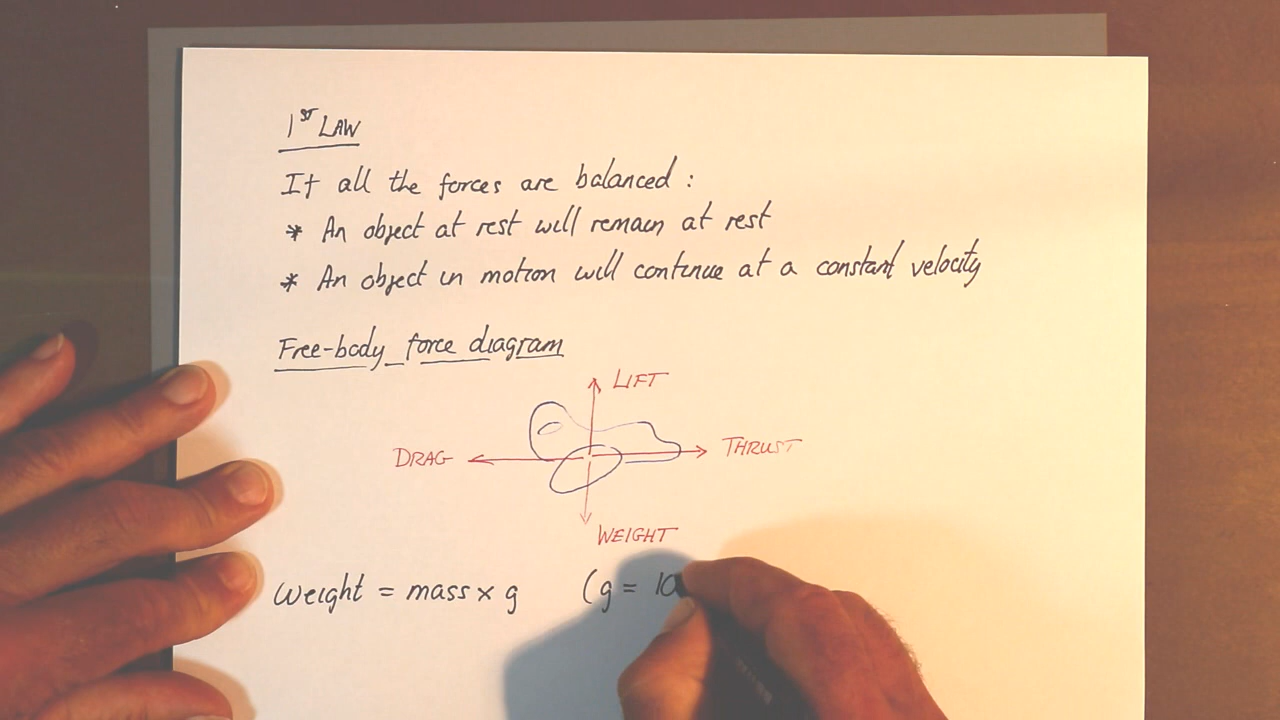 1ST LAW
If all the forces are balanced :
* An object at rest will remain at rest
* An object in motion will continue at a constant velocity
Free-body force diagram
LIFT
DRAG
THRUST
WEIGHT
Weight = mass x g (g = 10